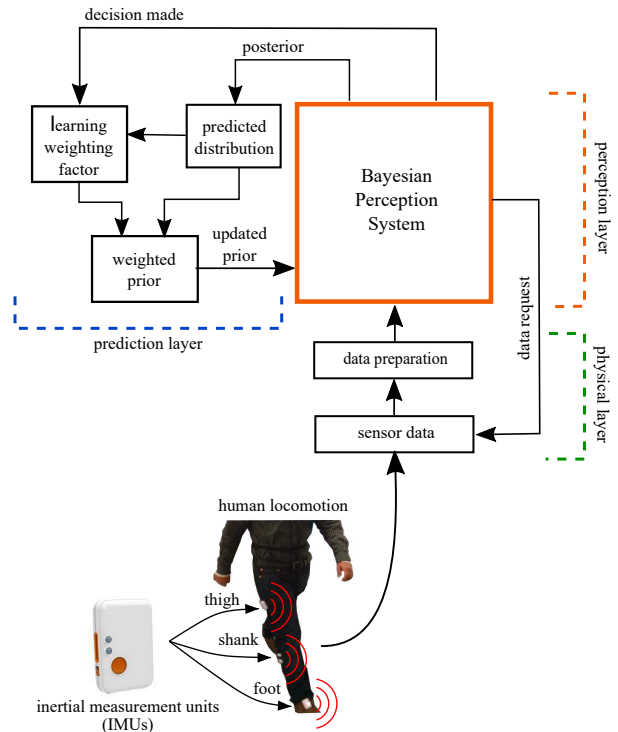 decision made
posterior
learning
weighting
factor
predicted
distribution
Bayesian
Perception
System
perception layer
weighted
prior
updated
prior
prediction layer
data request
data preparation
physical layer
sensor data
human locomotion
thigh
shank
foot
inertial measurement units
(IMUs)